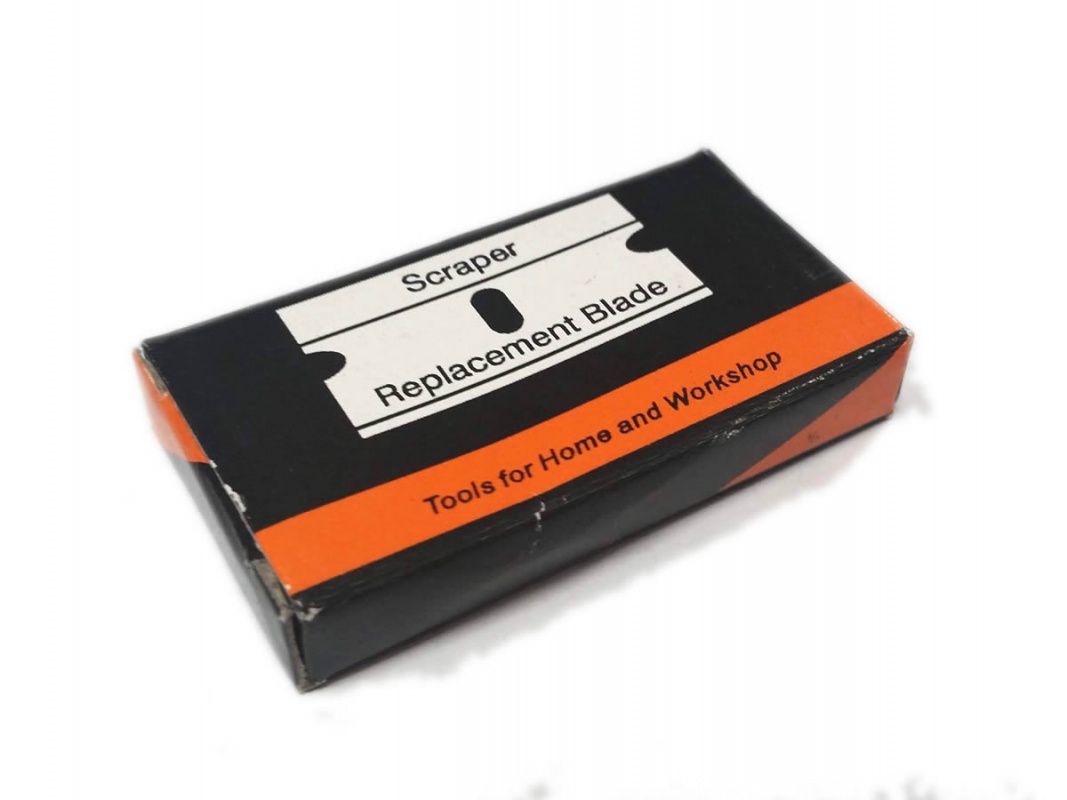 Scraper
Replacement Blade
Tools for Home and Workshop